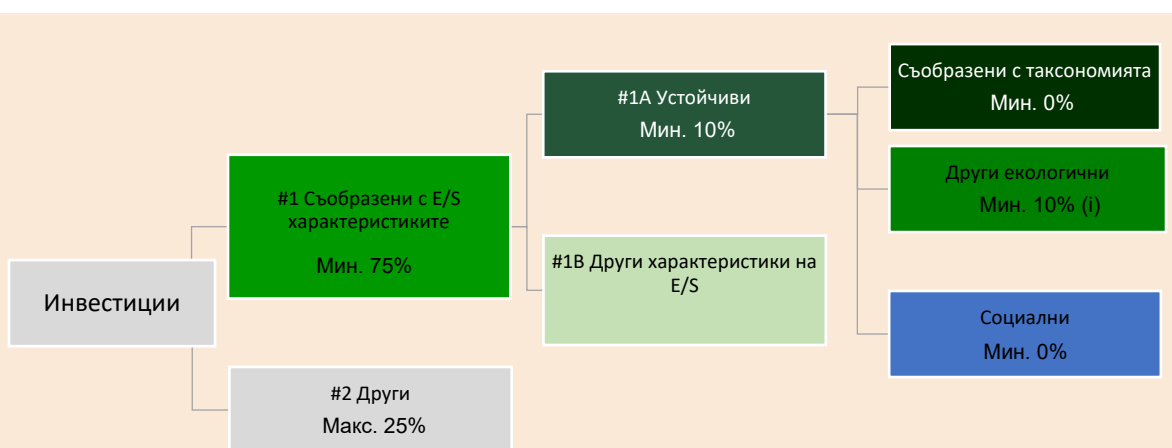 Инвестиции
#1 Съобразени с E/S
характеристиките
Мин. 75%
#2 Други
Макс. 25%
#1A Устойчиви
Мин. 10%
#1B Други характеристики на
E/S
Съобразени с таксономията
Мин. 0%
Други екологични
Мин. 10% (i)
Социални
Мин. 0%